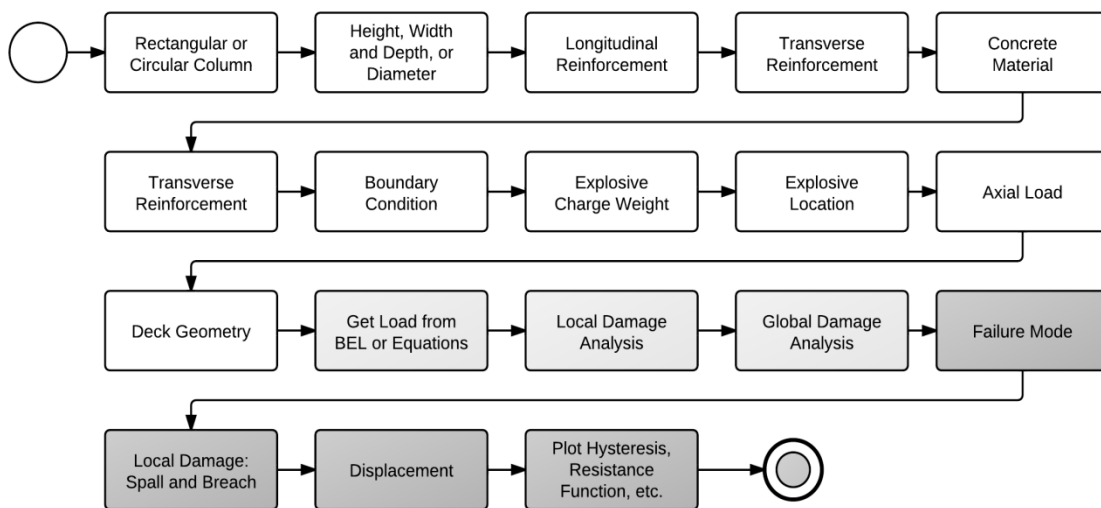 Rectangular or
Circular Column
Height, Width
and Depth, or
Diameter
Longitudinal
Reinforcement
Transverse
Reinforcement
Concrete
Material
Transverse
Reinforcement
Boundary
Condition
Explosive
Charge Weight
Explosive
Location
Axial Load
Deck Geometry
Get Load from
BEL or Equations
Local Damage
Analysis
Global Damage
Analysis
Failure Mode
Local Damage:
Spall and Breach
Displacement
Plot Hysteresis,
Resistance
Function, etc.